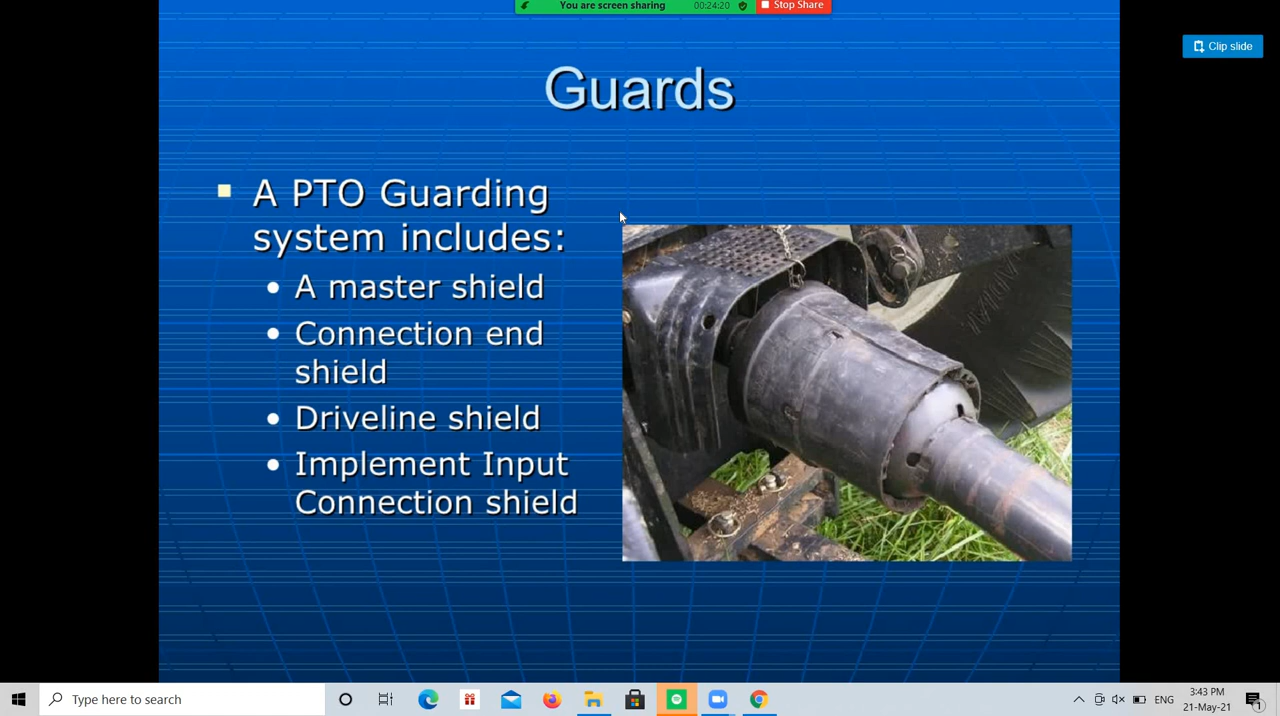 You are screen sharing 00:24:20 Stop Share
Clip slide
Guards
A PTO Guarding
system includes:
A master shield
Connection end
shield
Driveline shield
Implement Input
Connection shield
Type here to search
ENG
3:43 PM
21-May-21
1